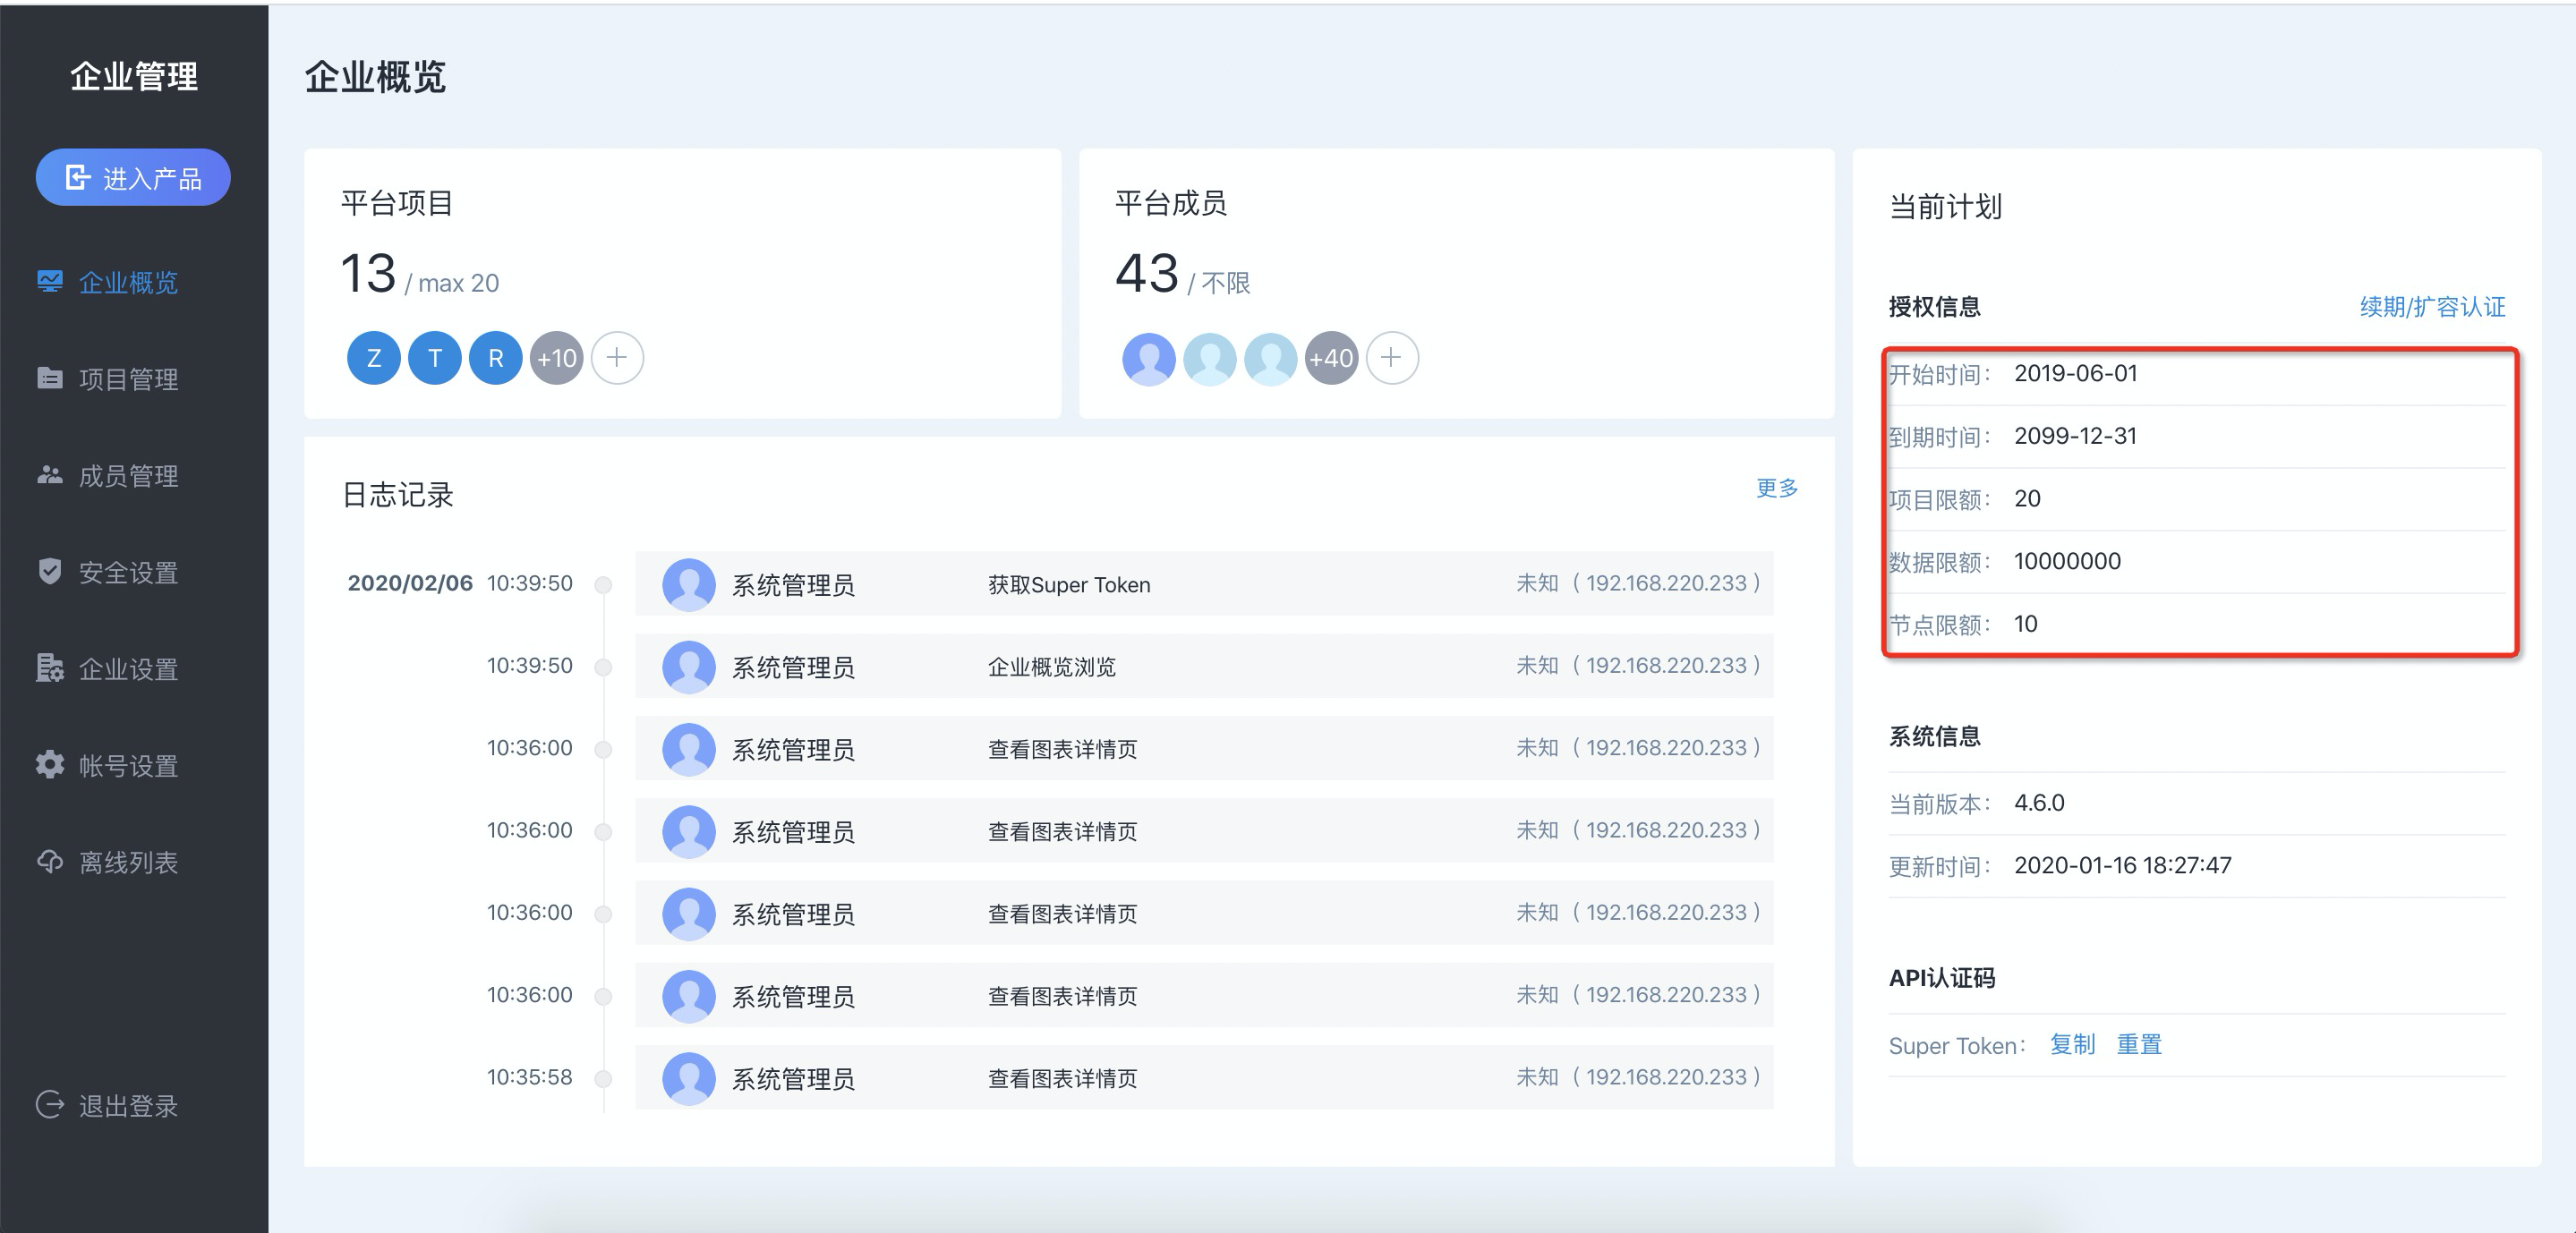 企业管理
进入产品
企业概览
项目管理
成员管理
安全设置
企业设置
帐号设置
离线列表
退出登录
企业概览
平台项目
13 / max 20
Z T R +10
平台成员
43 / 不限
+40
日志记录 更多
2020/02/06 10:39:50 系统管理员 获取Super Token 未知（192.168.220.233）
10:39:50 系统管理员 企业概览浏览 未知（192.168.220.233）
10:36:00 系统管理员 查看图表详情页 未知（192.168.220.233）
10:36:00 系统管理员 查看图表详情页 未知（192.168.220.233）
10:36:00 系统管理员 查看图表详情页 未知（192.168.220.233）
10:36:00 系统管理员 查看图表详情页 未知（192.168.220.233）
10:35:58 系统管理员 查看图表详情页 未知（192.168.220.233）
当前计划
授权信息 续期/扩容认证
开始时间： 2019-06-01
到期时间： 2099-12-31
项目限额： 20
数据限额： 10000000
节点限额： 10
系统信息
当前版本： 4.6.0
更新时间： 2020-01-16 18:27:47
API认证码
Super Token： 复制 重置